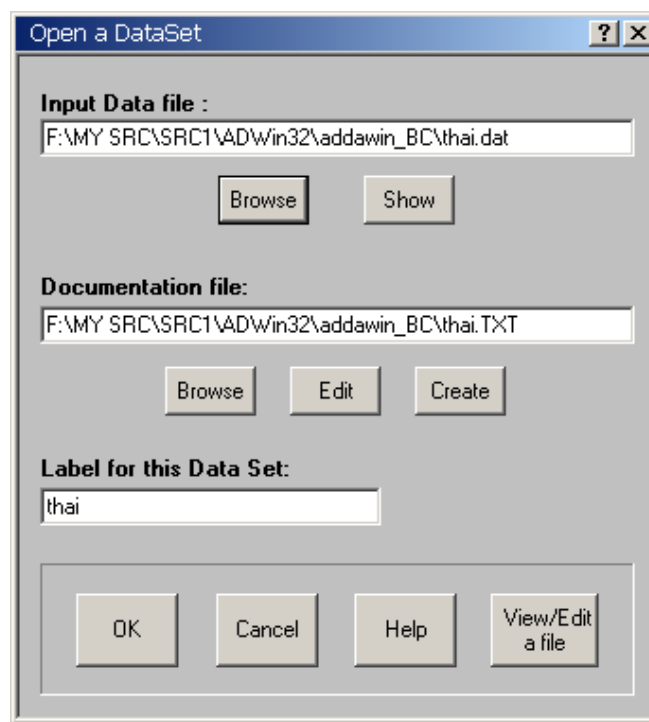 Open a DataSet
? X
Input Data file :
F:\MY SRC\SRC1\ADWin32\addawin_BC\thai.dat
Browse Show
Documentation file:
F:\MY SRC\SRC1\ADWin32\addawin_BC\thai.TXT
Browse Edit Create
Label for this Data Set:
thai
OK Cancel Help View/Edit
a file